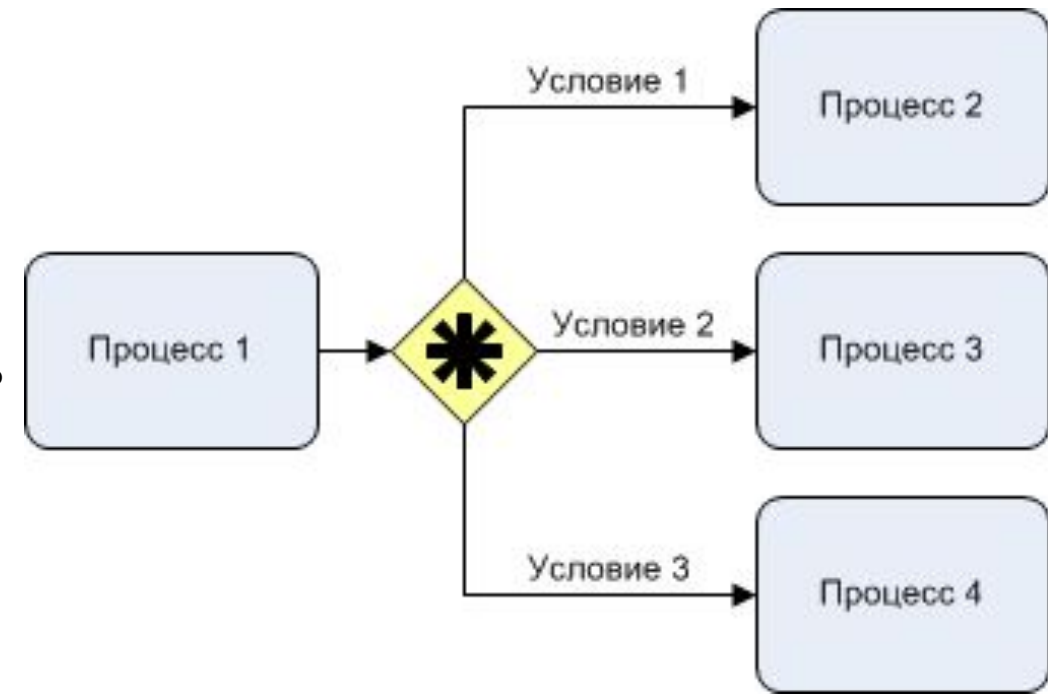 Условие 1
Процесс 2
Процесс 1
Условие 2
Процесс 3
Условие 3
Процесс 4